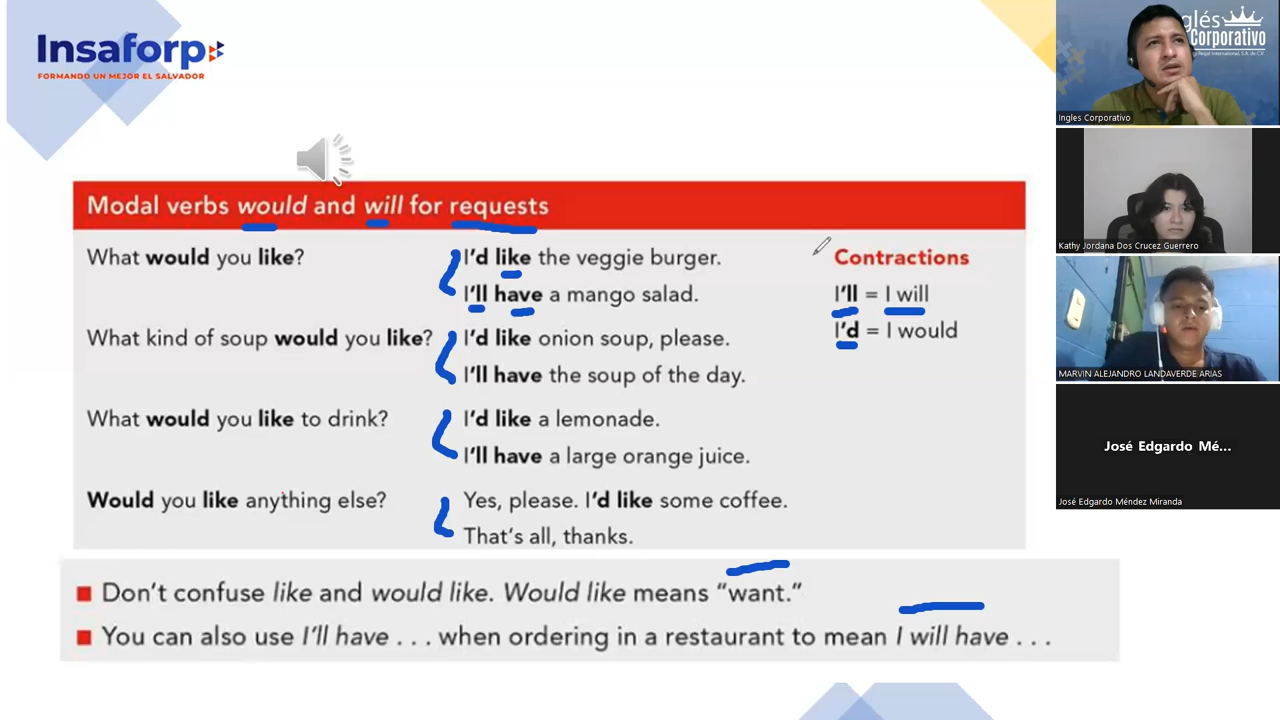 Insaforp
FORMANDO UN MEJOR EL SALVADOR
Modal verbs would and will for requests
What would you like?
I'd like the veggie burger.
I'll have a mango salad.
What kind of soup would you like?
I'd like onion soup, please.
I'll have the soup of the day.
What would you like to drink?
I'd like a lemonade.
I'll have a large orange juice.
Would you like anything else?
Yes, please. I'd like some coffee.
That's all, thanks.
Contractions
I'll = I will
I'd = I would
Don't confuse like and would like. Would like means “want.”
You can also use I'll have . . . when ordering in a restaurant to mean I will have . . .
Corporativo
Ingles Corporativo
Kathy Jordana Dos Crucez Guerrero
MARVIN ALEJANDRO LANDAVERDE ARIAS
José Edgardo Mé...
José Edgardo Méndez Miranda